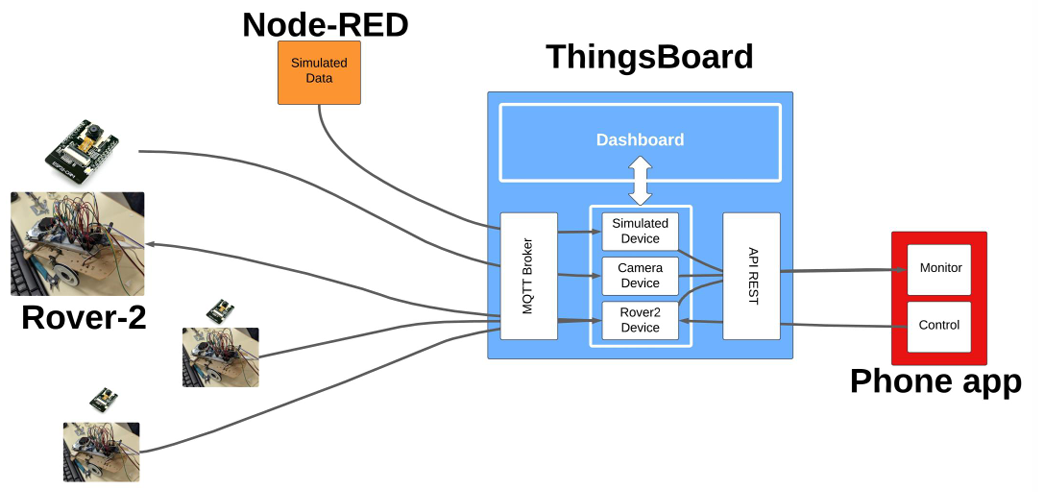 Node-RED
Simulated
Data
ThingsBoard
Dashboard
MQTT Broker
Simulated
Device
Camera
Device
Rover2
Device
API REST
Monitor
Control
Rover-2
Phone app